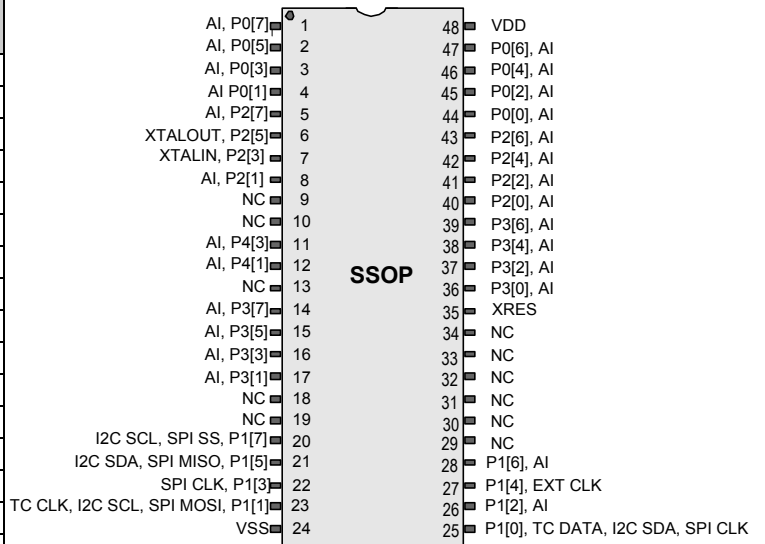 AI, P0[7] 1 48 VDD
AI, P0[5] 2 47 P0[6], AI
AI, P0[3] 3 46 P0[4], AI
AI P0[1] 4 45 P0[2], AI
AI, P2[7] 5 44 P0[0], AI
XTALOUT, P2[5] 6 43 P2[6], AI
XTALIN, P2[3] 7 42 P2[4], AI
AI, P2[1] 8 41 P2[2], AI
NC 9 40 P2[0], AI
NC 10 39 P3[6], AI
AI, P4[3] 11 38 P3[4], AI
AI, P4[1] 12 37 P3[2], AI
SSOP
NC 13 36 P3[0], AI
AI, P3[7] 14 35 XRES
AI, P3[5] 15 34 NC
AI, P3[3] 16 33 NC
AI, P3[1] 17 32 NC
NC 18 31 NC
NC 19 30 NC
I2C SCL, SPI SS, P1[7] 20 29 NC
I2C SDA, SPI MISO, P1[5] 21 28 P1[6], AI
SPI CLK, P1[3] 22 27 P1[4], EXT CLK
TC CLK, I2C SCL, SPI MOSI, P1[1] 23 26 P1[2], AI
VSS 24 25 P1[0], TC DATA, I2C SDA, SPI CLK